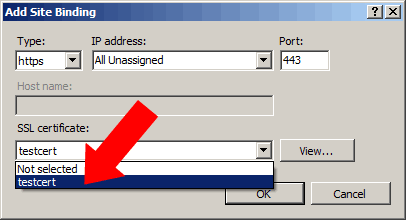 Add Site Binding
Type: IP address: Port:
https All Unassigned 443
Host name:
SSL certificate:
testcert View...
Not selected
testcert
OK Cancel